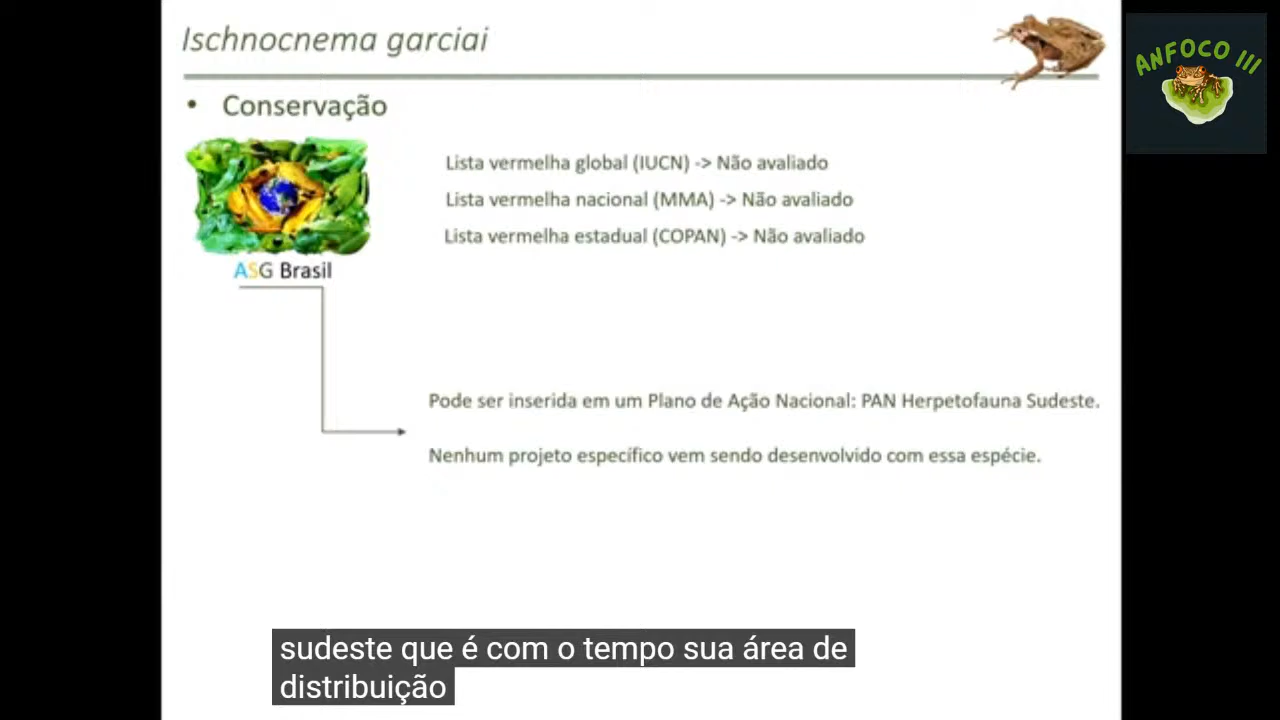 Ischnocnema garciai
ANFOCO III
• Conservação
Lista vermelha global (IUCN) -> Não avaliado
Lista vermelha nacional (MMA) -> Não avaliado
Lista vermelha estadual (COPAN) -> Não avaliado
ASG Brasil
Pode ser inserida em um Plano de Ação Nacional: PAN Herpetofauna Sudeste.
Nenhum projeto específico vem sendo desenvolvido com essa espécie.
sudeste que é com o tempo sua área de
distribuição